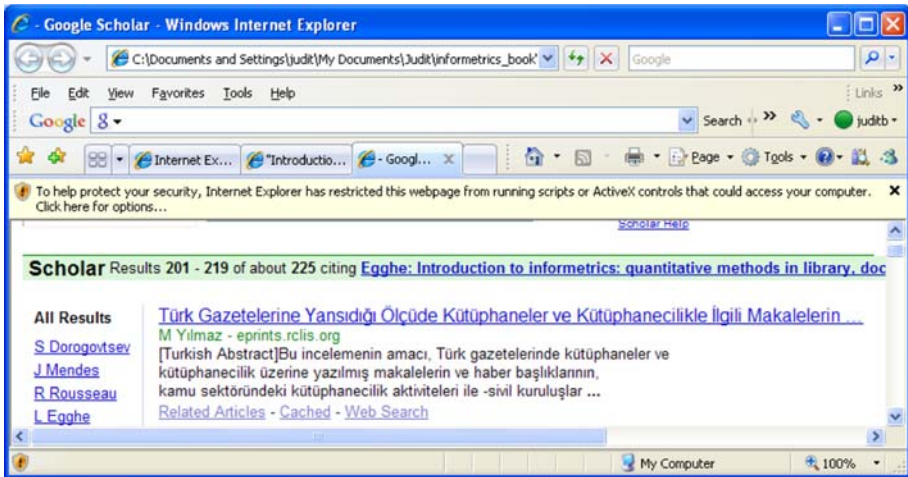 - Google Scholar - Windows Internet Explorer
C:\Documents and Settings\judit\My Documents\Judit\informetrics_book'
Google
File Edit View Favorites Tools Help
Links »
Google
Search
»
juditb
Internet Ex...
"Introductio...
- Googl...
Page
Tools
To help protect your security, Internet Explorer has restricted this webpage from running scripts or ActiveX controls that could access your computer.
Click here for options...
Scholar Help
Scholar Results 201 - 219 of about 225 citing Egghe: Introduction to informetrics: quantitative methods in library, doc
All Results
S Dorogovtsev
J Mendes
R Rousseau
L Egghe
Türk Gazetelerine Yansıdığı Ölçüde Kütüphaneler ve Kütüphanecilikle İlgili Makalelerin ...
M Yılmaz - eprints.rclis.org
[Turkish Abstract]Bu incelemenin amacı, Türk gazetelerinde kütüphaneler ve
kütüphanecilik üzerine yazılmış makalelerin ve haber başlıklarının,
kamu sektöründeki kütüphanecilik aktiviteleri ile -sivil kuruluşlar ...
Related Articles - Cached - Web Search
My Computer
100%